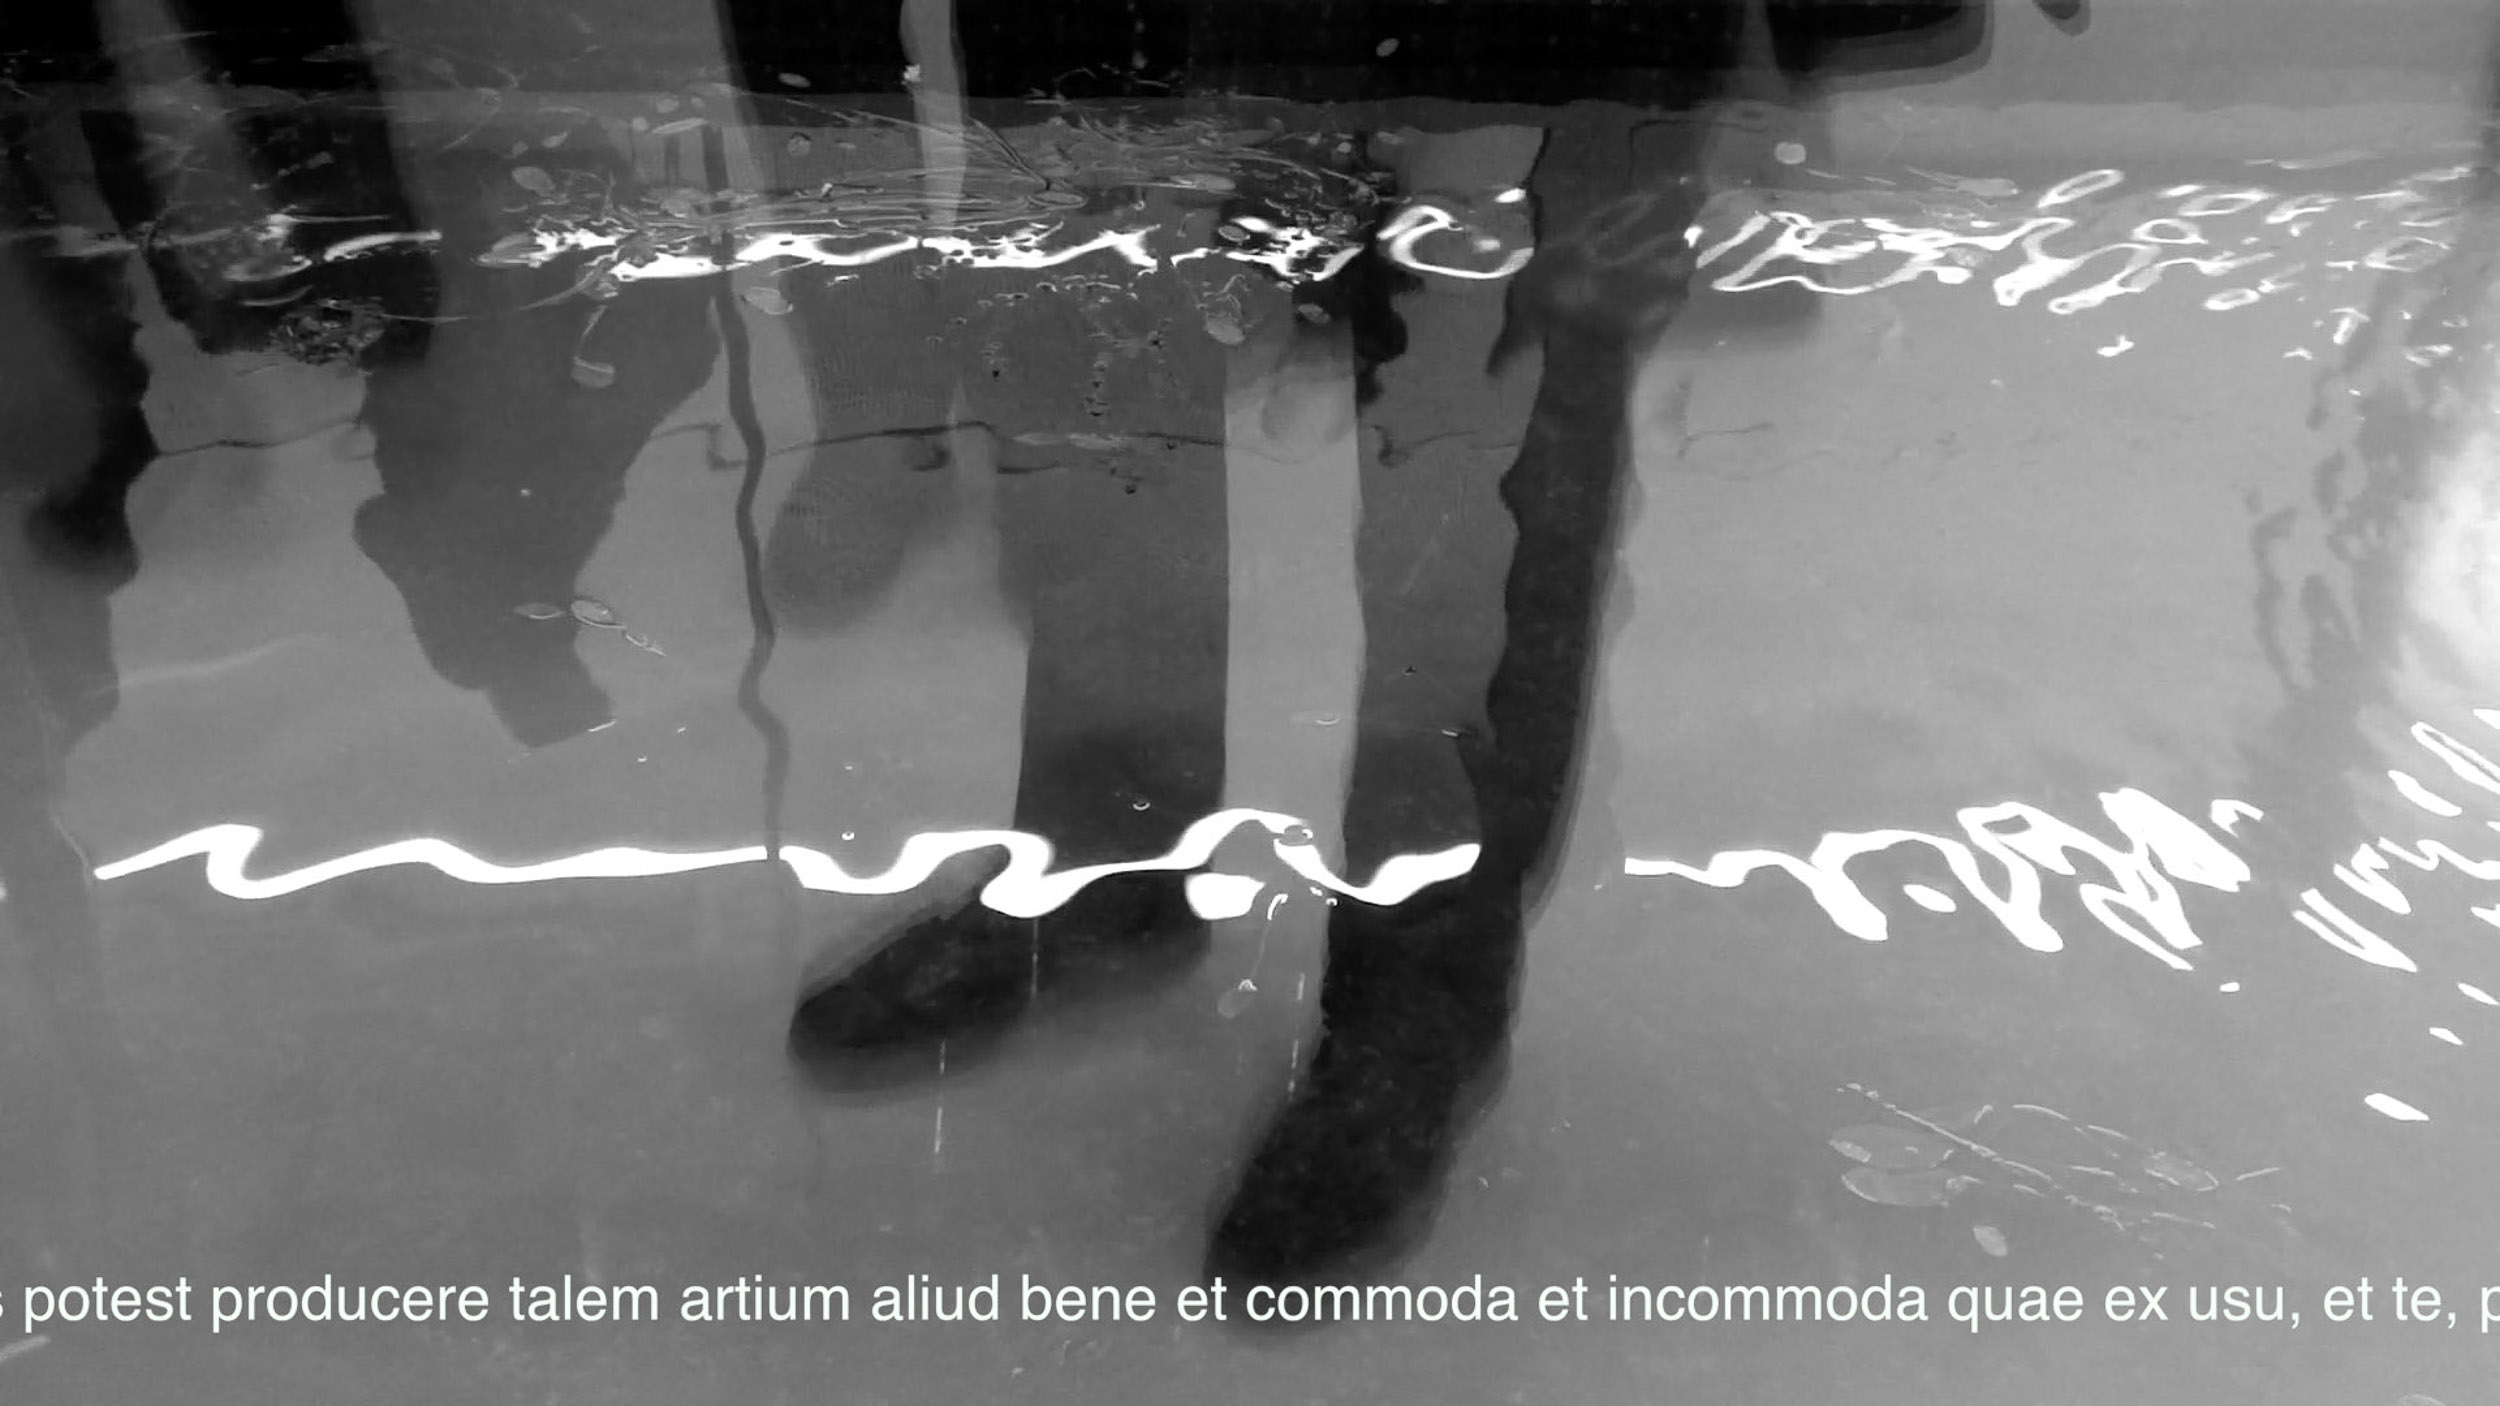 potest producere talem artium aliud bene et commoda et incommoda quae ex usu, et te,